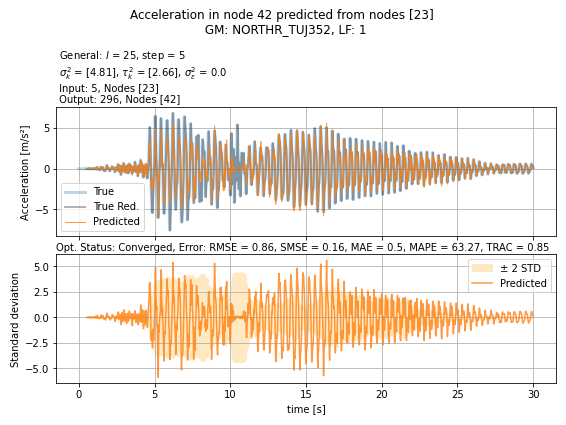 Acceleration in node 42 predicted from nodes [23]
GM: NORTHR_TUJ352, LF: 1
General: l = 25, step = 5
σ_k^2 = [4.81], τ_k^2 = [2.66], σ_ε^2 = 0.0
Input: 5, Nodes [23]
Output: 296, Nodes [42]
Acceleration [m/s²]
5
0
−5
True
True Red.
Predicted
Opt. Status: Converged, Error: RMSE = 0.86, SMSE = 0.16, MAE = 0.5, MAPE = 63.27, TRAC = 0.85
Standard deviation
5.0
2.5
0.0
−2.5
−5.0
± 2 STD
Predicted
0 5 10 15 20 25 30
time [s]